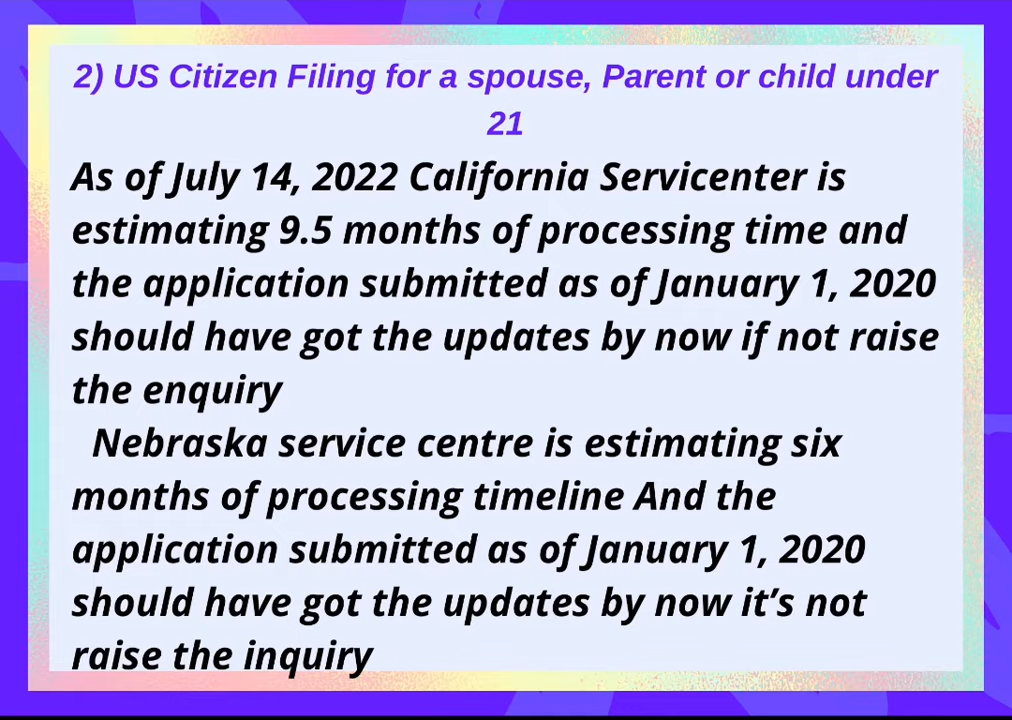 2) US Citizen Filing for a spouse, Parent or child under
21
As of July 14, 2022 California Servicenter is
estimating 9.5 months of processing time and
the application submitted as of January 1, 2020
should have got the updates by now if not raise
the enquiry
Nebraska service centre is estimating six
months of processing timeline And the
application submitted as of January 1, 2020
should have got the updates by now it’s not
raise the inquiry